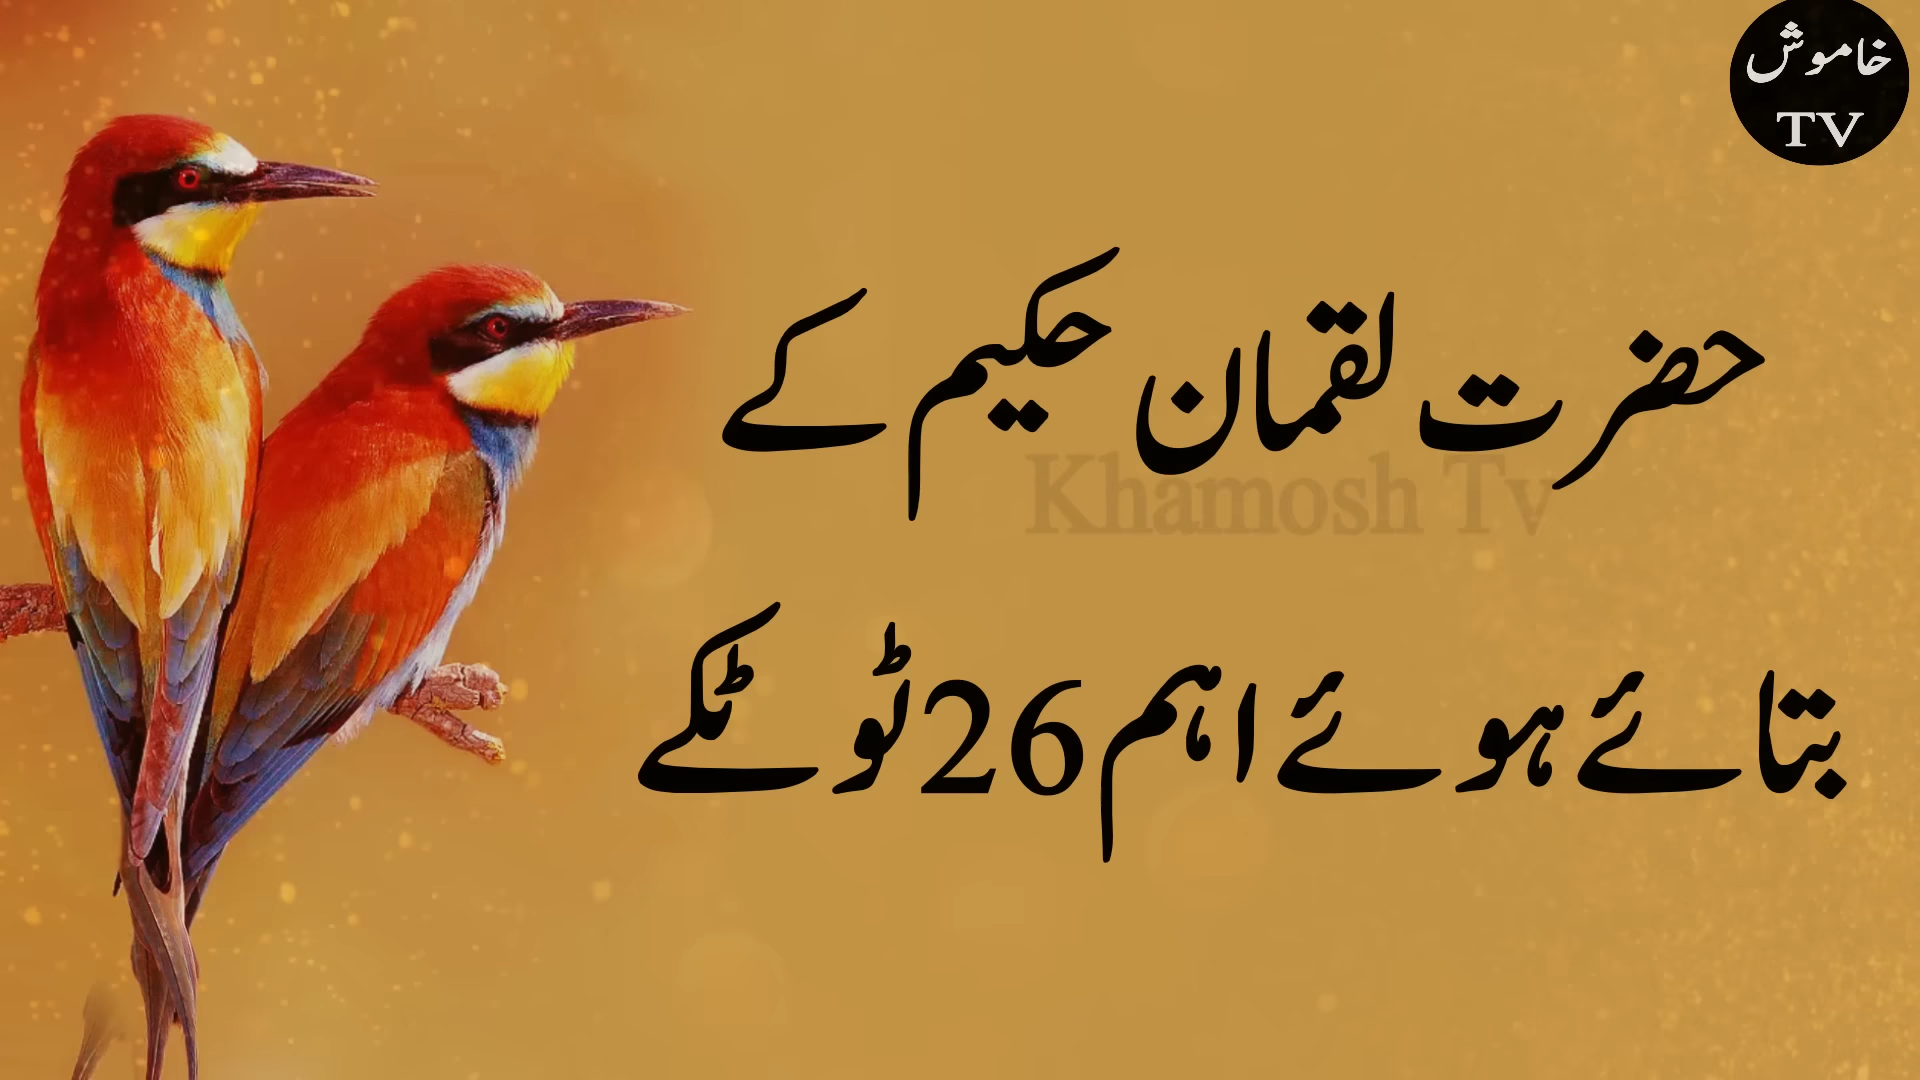 خاموش
TV
حضرت لقمان حکیم کے
Khamosh Tv
بتائے ہوئے اہم 26 ٹوٹکے